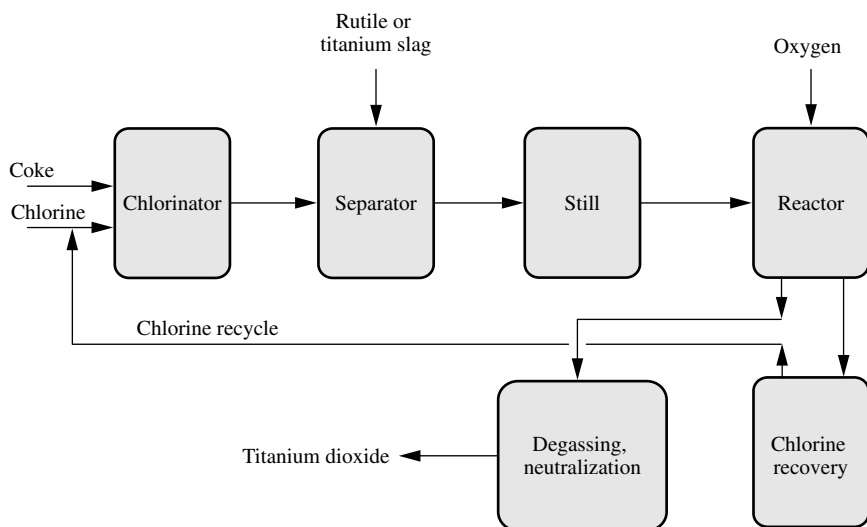 Rutile or
titanium slag
Oxygen
Coke
Chlorine
Chlorinator
Separator
Still
Reactor
Chlorine recycle
Titanium dioxide
Degassing,
neutralization
Chlorine
recovery